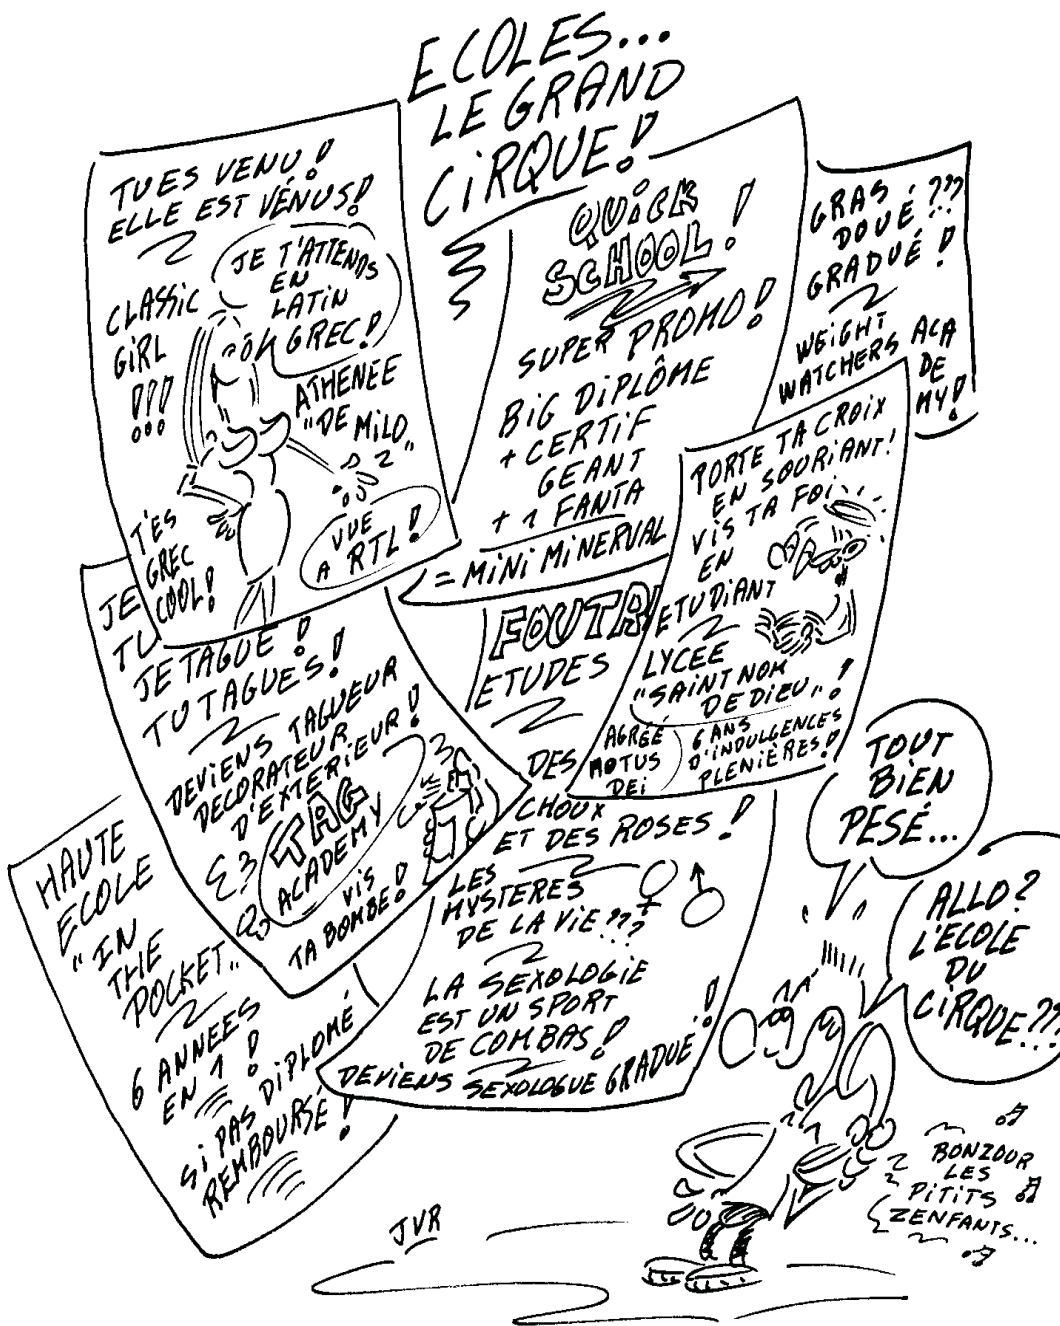 ECOLES...
LE GRAND
CiRQUE!
TU ES VENU!
ELLE EST VÉNUS!
JE T'ATTENDS
EN
LATiN
GREC!
CLASSiC
GiRL
!!!
ATHENÉE
"DE MiLO"
T'ES
GREC
COOL!
VUE
A RTL!
QUiCK
SCHOOL!
SUPER PROMO!
BiG DiPLÔME
+ CERTiF
GEANT
+ 1 FANTA
= MiNi MiNERVAL
GRAS
DOUÉ???
GRADUÉ!
WEiGHT
WATCHERS
ACA
DE
MY!
PORTE TA CROiX
EN SOURiANT!
ViS TA FOi
EN
ETUDiANT
LYCEE
"SAiNT NOM
DE DiEU"!
AGRÉÉ
MOTUS
DEi
6 ANS
D'iNDULGENCES
PLENiÈRES!
JE
TU
JE TAGUE!
TU TAGUES!
DEViENS TAGUEUR
DECORATEUR
D'EXTERiEUR!
TAG
ACADEMY
ViS
TA BOMBE!
FOUTR
ETUDES
DES
CHOUX
ET DES ROSES!
LES
MYSTERES
DE LA ViE???
LA SEXOLOGiE
EST UN SPORT
DE COMBAS!
DEViENS SEXOLOGUE GRADUÉ!
HAUTE
ECOLE
"iN
THE
POCKET"
6 ANNEES
EN 1!
Si PAS DiPLOMÉ
REMBOURSÉ!
TOUT
BiEN
PESÉ...
ALLO?
L'ECOLE
DU
CiRQUE???
BONZOUR
LES
PiTiTS
ZENFANTS...
JVR